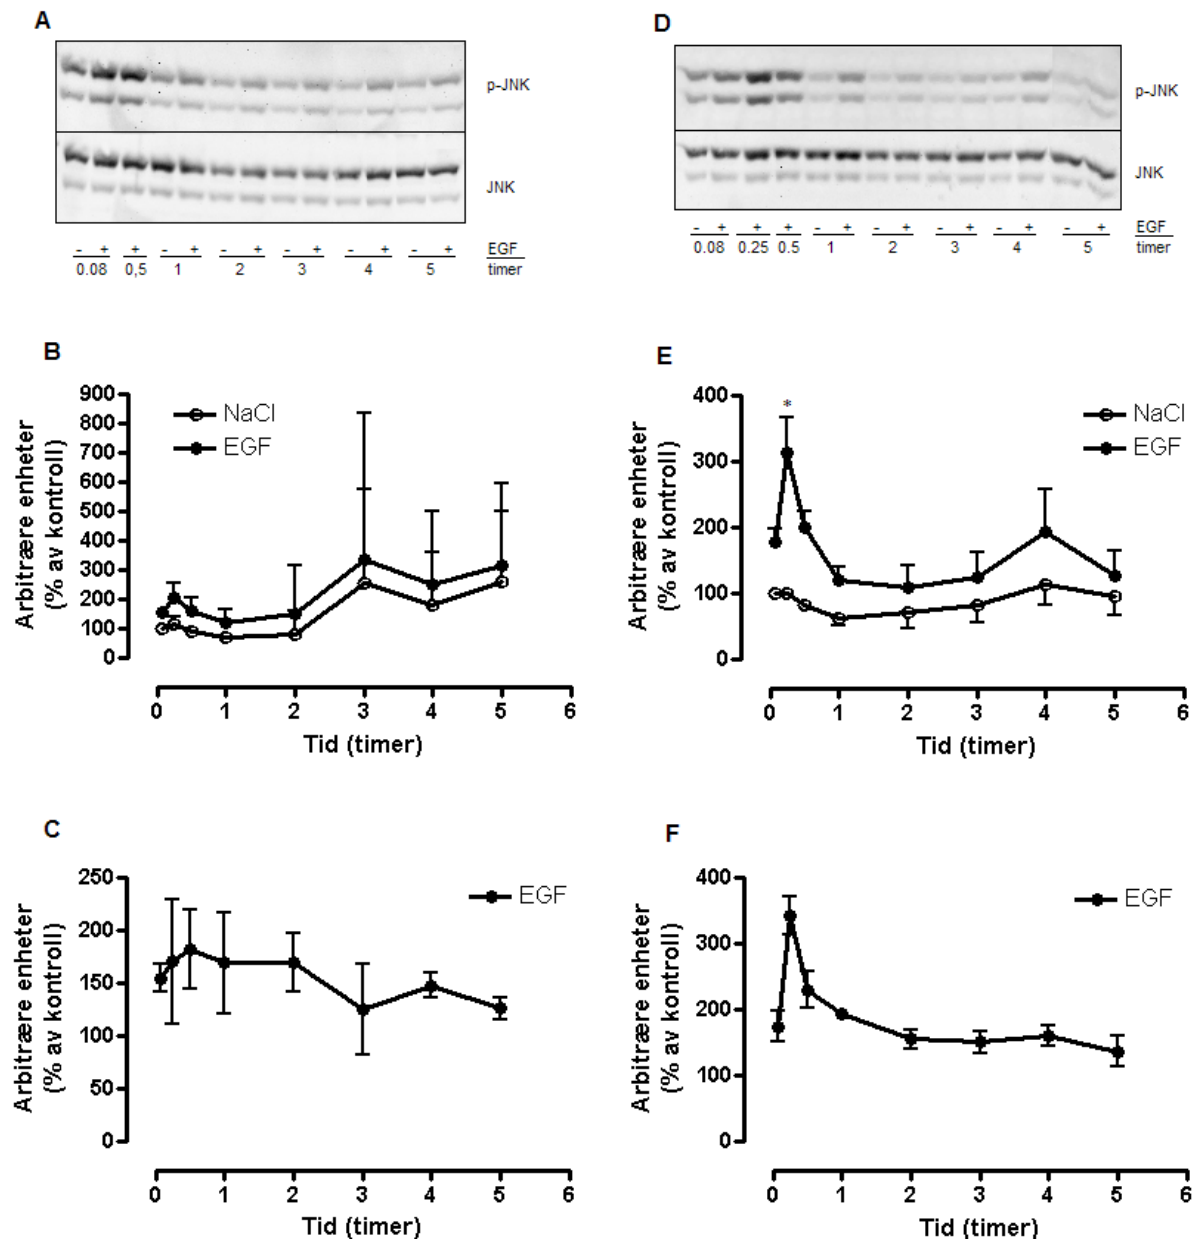 A
p-JNK
JNK
- + + - + - + - + - + - + EGF
0.08 0,5 1 2 3 4 5 timer
D
p-JNK
JNK
- + + + - + - + - + - + - + EGF
0.08 0.25 0.5 1 2 3 4 5 timer
B
900
800
700
600
500
400
300
200
100
0
Arbitrære enheter
(% av kontroll)
NaCl
EGF
0 1 2 3 4 5 6
Tid (timer)
E
400
300
200
100
0
Arbitrære enheter
(% av kontroll)
*
NaCl
EGF
0 1 2 3 4 5 6
Tid (timer)
C
250
200
150
100
50
0
Arbitrære enheter
(% av kontroll)
EGF
0 1 2 3 4 5 6
Tid (timer)
F
400
300
200
100
0
Arbitrære enheter
(% av kontroll)
EGF
0 1 2 3 4 5 6
Tid (timer)